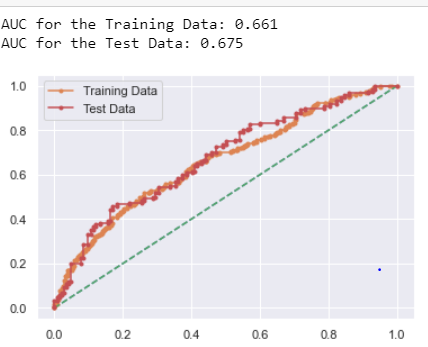 AUC for the Training Data: 0.661
AUC for the Test Data: 0.675
1.0
Training Data
Test Data
0.8
0.6
0.4
0.2
0.0
0.0 0.2 0.4 0.6 0.8 1.0